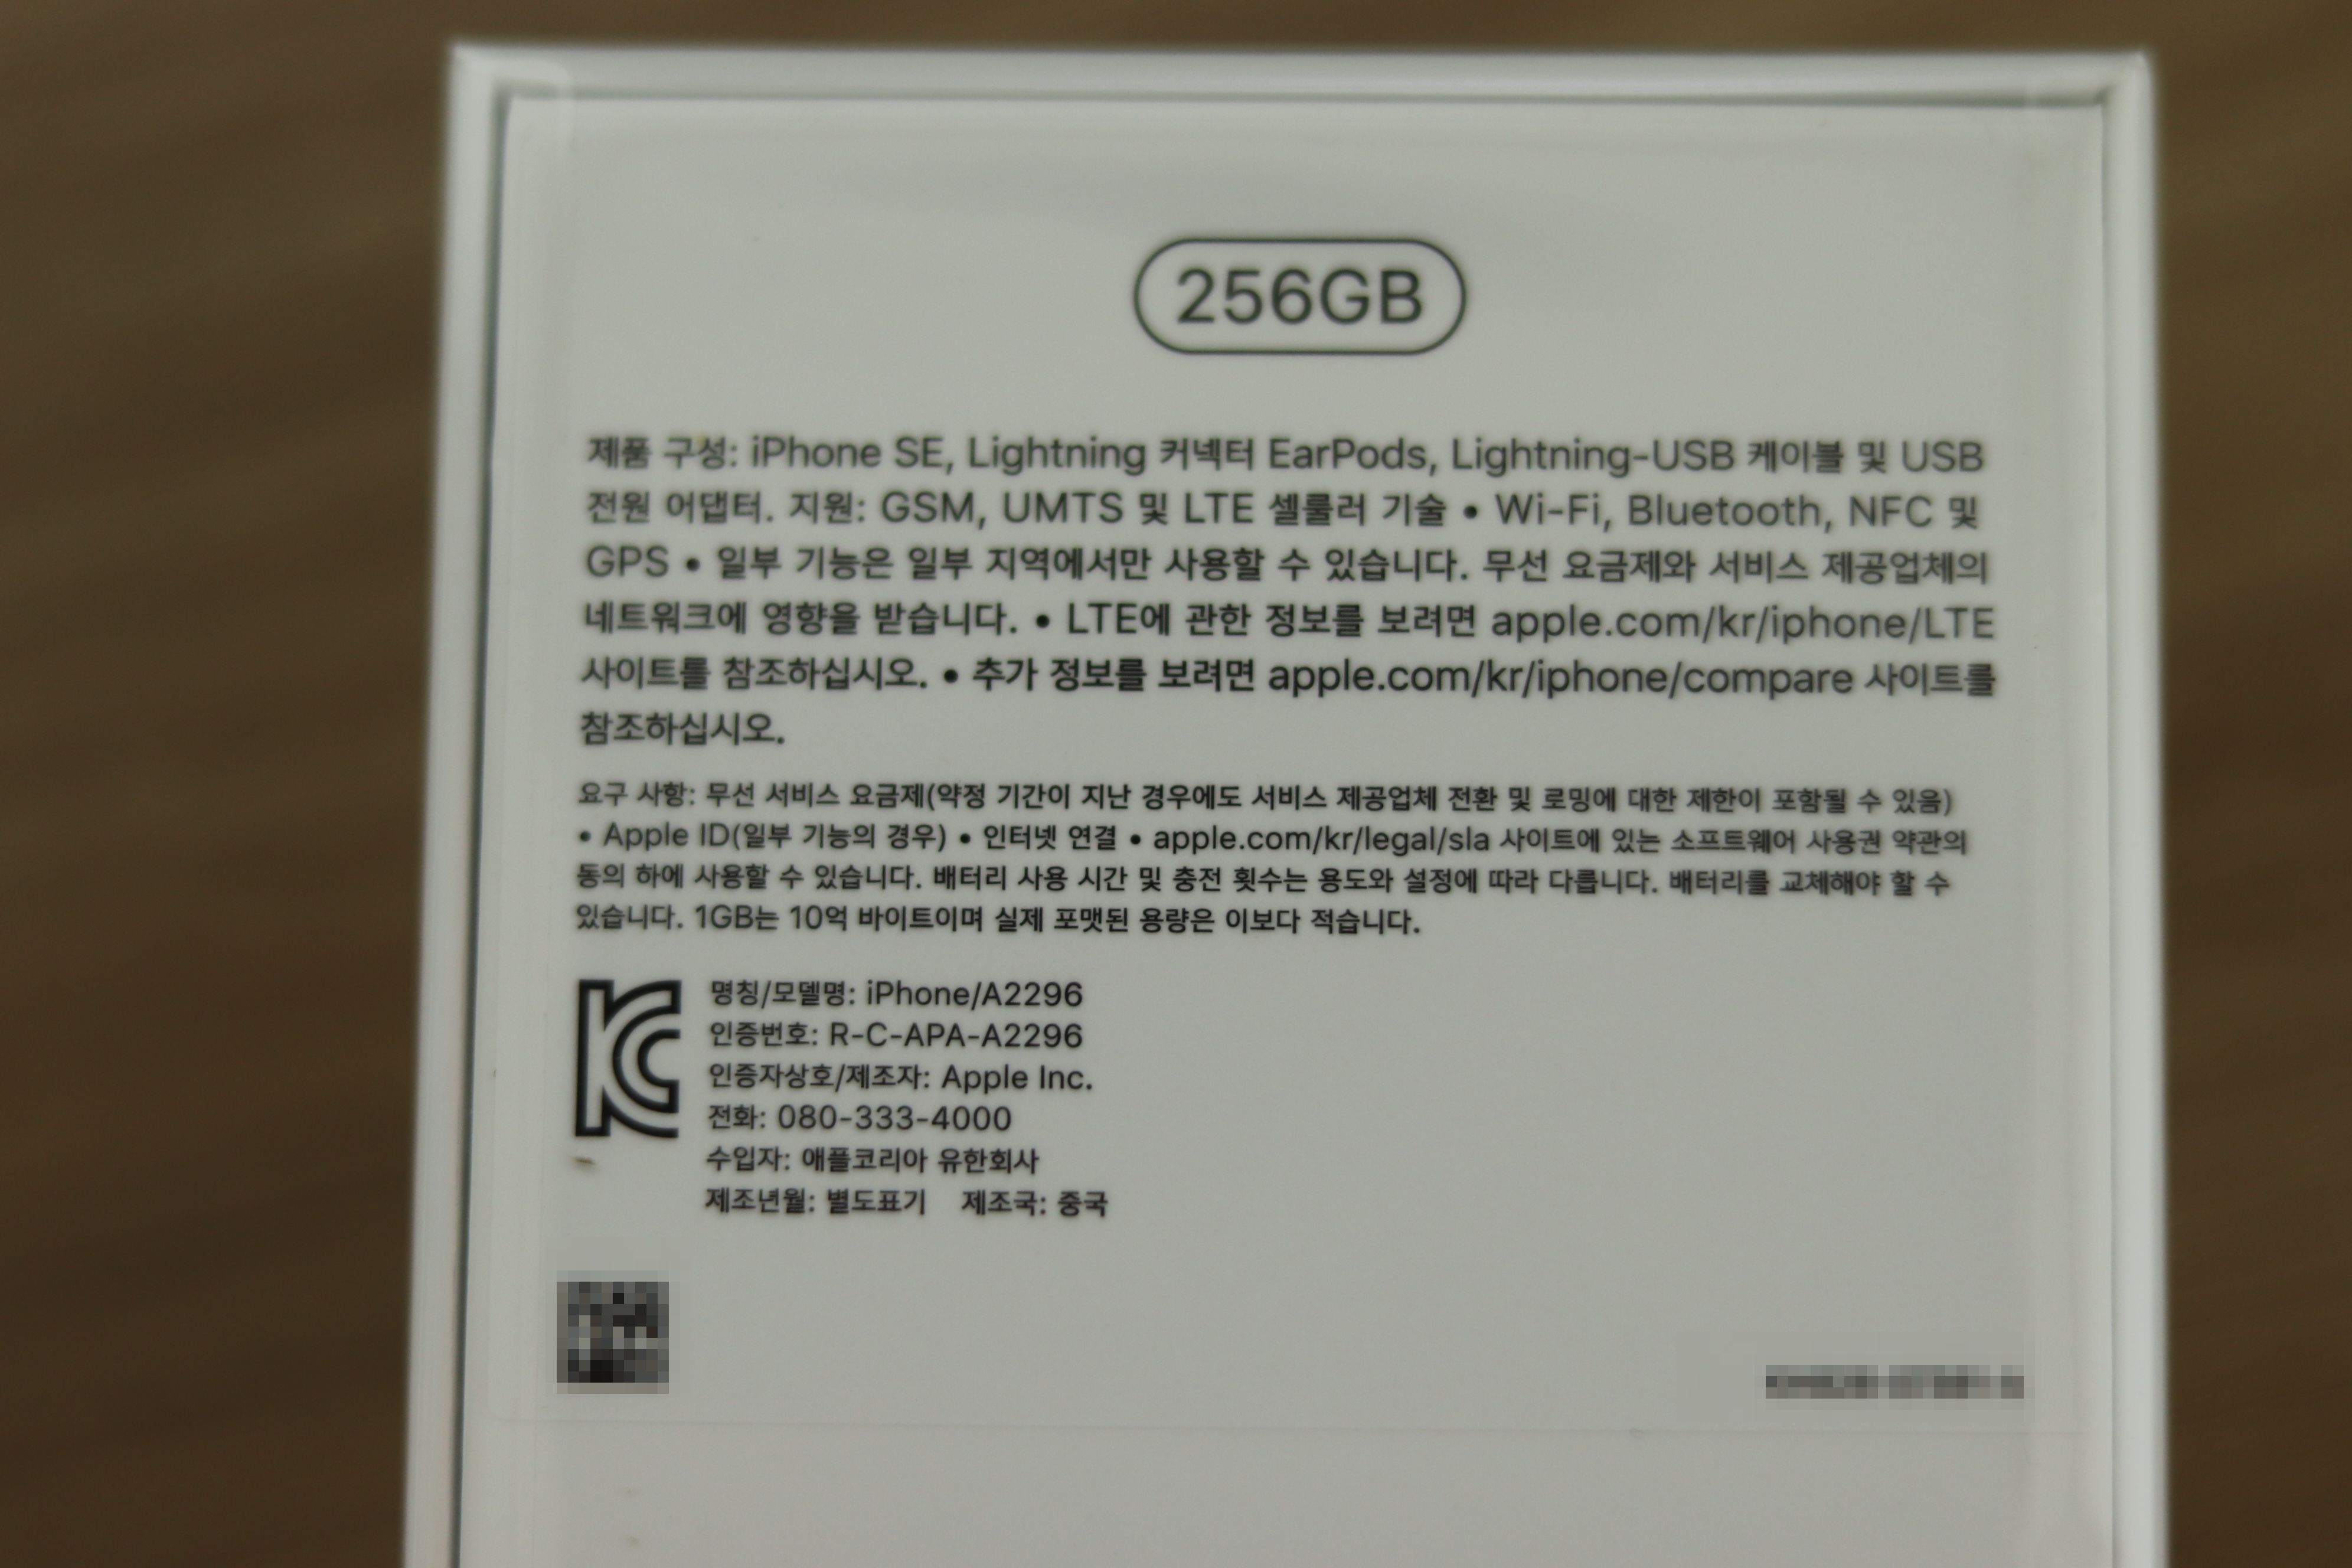 256GB
제품 구성: iPhone SE, Lightning 커넥터 EarPods, Lightning-USB 케이블 및 USB
전원 어댑터. 지원: GSM, UMTS 및 LTE 셀룰러 기술 • Wi-Fi, Bluetooth, NFC 및
GPS • 일부 기능은 일부 지역에서만 사용할 수 있습니다. 무선 요금제와 서비스 제공업체의
네트워크에 영향을 받습니다. • LTE에 관한 정보를 보려면 apple.com/kr/iphone/LTE
사이트를 참조하십시오. • 추가 정보를 보려면 apple.com/kr/iphone/compare 사이트를
참조하십시오.
요구 사항: 무선 서비스 요금제(약정 기간이 지난 경우에도 서비스 제공업체 전환 및 로밍에 대한 제한이 포함될 수 있음)
• Apple ID(일부 기능의 경우) • 인터넷 연결 • apple.com/kr/legal/sla 사이트에 있는 소프트웨어 사용권 약관의
동의 하에 사용할 수 있습니다. 배터리 사용 시간 및 충전 횟수는 용도와 설정에 따라 다릅니다. 배터리를 교체해야 할 수
있습니다. 1GB는 10억 바이트이며 실제 포맷된 용량은 이보다 적습니다.
명칭/모델명: iPhone/A2296
인증번호: R-C-APA-A2296
인증자상호/제조자: Apple Inc.
전화: 080-333-4000
수입자: 애플코리아 유한회사
제조년월: 별도표기 제조국: 중국